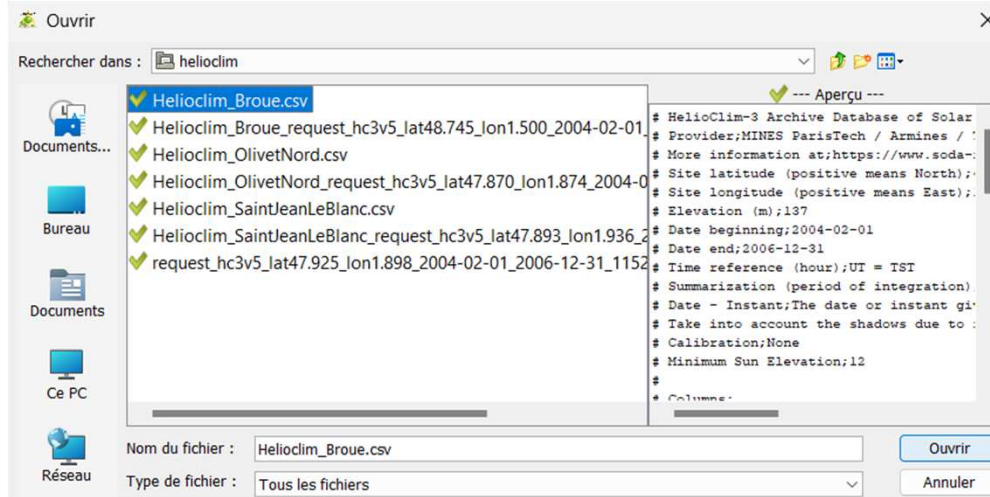 Ouvrir
Rechercher dans : helioclim
--- Aperçu ---
Documents...
Bureau
Documents
Ce PC
Réseau
Helioclim_Broue.csv
Helioclim_Broue_request_hc3v5_lat48.745_lon1.500_2004-02-01_
Helioclim_OlivetNord.csv
Helioclim_OlivetNord_request_hc3v5_lat47.870_lon1.874_2004-0
Helioclim_SaintJeanLeBlanc.csv
Helioclim_SaintJeanLeBlanc_request_hc3v5_lat47.893_lon1.936_2
request_hc3v5_lat47.925_lon1.898_2004-02-01_2006-12-31_1152
# HelioClim-3 Archive Database of Solar
# Provider;MINES ParisTech / Armines /
# More information at;https://www.soda-
# Site latitude (positive means North);
# Site longitude (positive means East);
# Elevation (m);137
# Date beginning;2004-02-01
# Date end;2006-12-31
# Time reference (hour);UT = TST
# Summarization (period of integration)
# Date - Instant;The date or instant gi
# Take into account the shadows due to
# Calibration;None
# Minimum Sun Elevation;12
#
# Columns:
Nom du fichier : Helioclim_Broue.csv
Ouvrir
Type de fichier : Tous les fichiers
Annuler